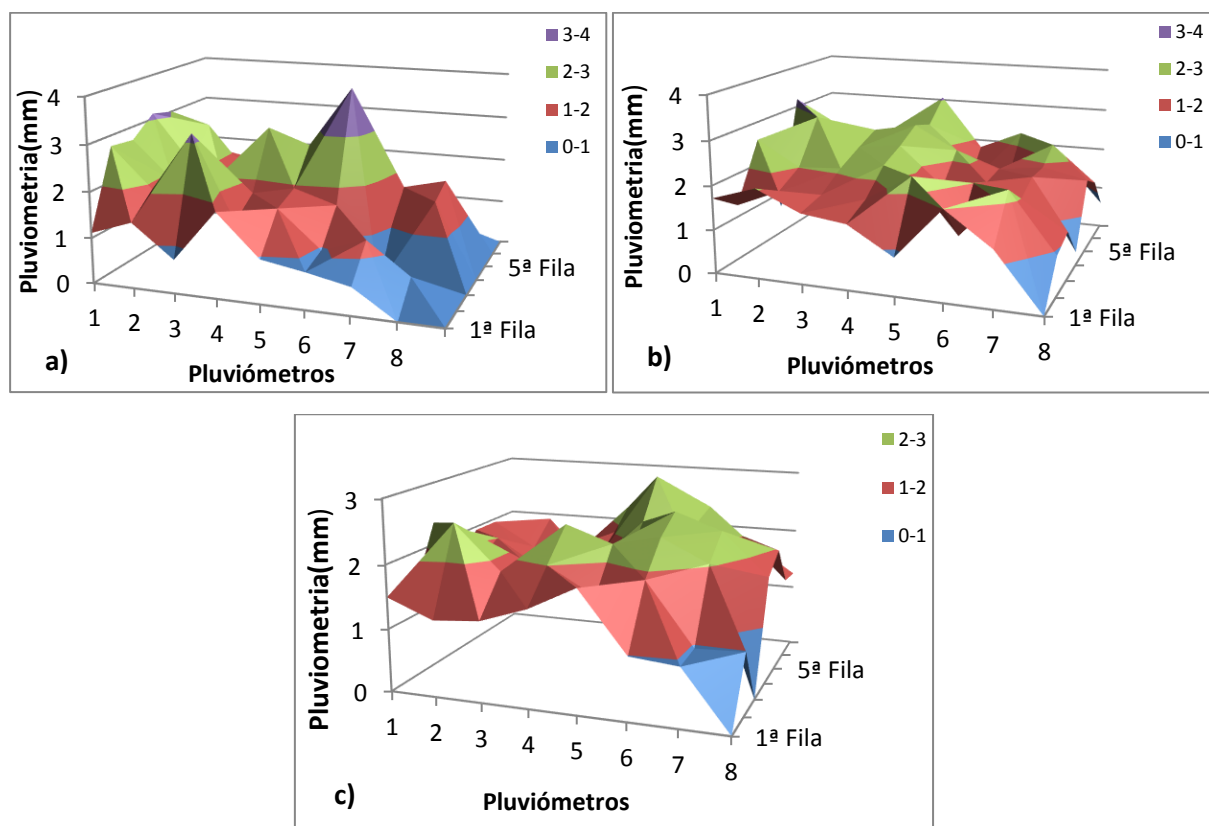 3-4
2-3
1-2
0-1
Pluviometria(mm)
4
3
2
1
0
1 2 3 4 5 6 7 8
5ª Fila
1ª Fila
a)
Pluviómetros
3-4
2-3
1-2
0-1
Pluviometria(mm)
4
3
2
1
0
1 2 3 4 5 6 7 8
5ª Fila
1ª Fila
b)
Pluviómetros
2-3
1-2
0-1
Pluviometria(mm)
3
2
1
0
1 2 3 4 5 6 7 8
5ª Fila
1ª Fila
c)
Pluviómetros